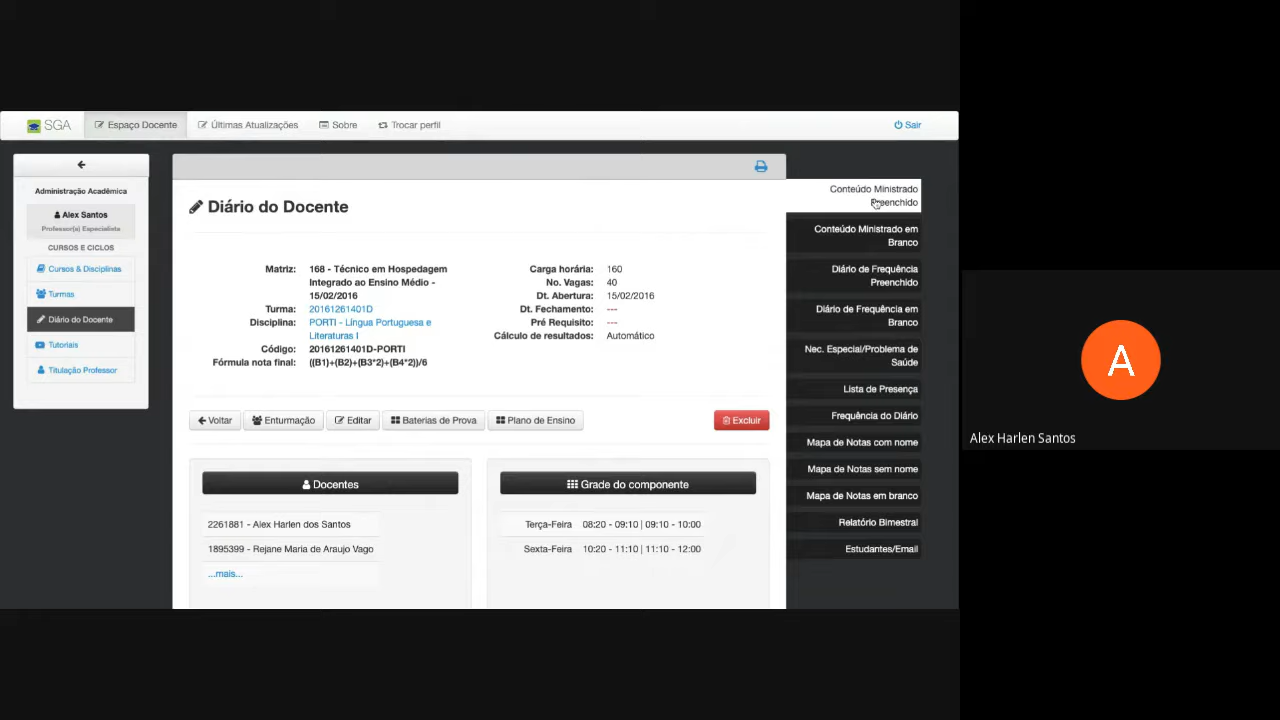 SGA
Espaço Docente
Últimas Atualizações
Sobre
Trocar perfil
Sair
Administração Acadêmica
Alex Santos
Professor(s) Especialista
CURSOS E CICLOS
Cursos & Disciplinas
Turmas
Diário do Docente
Tutoriais
Titulação Professor
Diário do Docente
Matriz: 168 - Técnico em Hospedagem
Integrado ao Ensino Médio -
15/02/2016
Turma: 20161261401D
Disciplina: PORTI - Língua Portuguesa e
Literaturas I
Código: 20161261401D-PORTI
Fórmula nota final: ((B1)+(B2)+(B3*2)+(B4*2))/6
Carga horária: 160
No. Vagas: 40
Dt. Abertura: 15/02/2016
Dt. Fechamento: ---
Pré Requisito: ---
Cálculo de resultados: Automático
Voltar
Enturmação
Editar
Baterias de Prova
Plano de Ensino
Excluir
Docentes
2261881 - Alex Harlen dos Santos
1895399 - Rejane Maria de Araujo Vago
...mais...
Grade do componente
Terça-Feira 08:20 - 09:10 | 09:10 - 10:00
Sexta-Feira 10:20 - 11:10 | 11:10 - 12:00
Conteúdo Ministrado
Preenchido
Conteúdo Ministrado em
Branco
Diário de Frequência
Preenchido
Diário de Frequência em
Branco
Nec. Especial/Problema de
Saúde
Lista de Presença
Frequência do Diário
Mapa de Notas com nome
Mapa de Notas sem nome
Mapa de Notas em branco
Relatório Bimestral
Estudantes/Email
A
Alex Harlen Santos